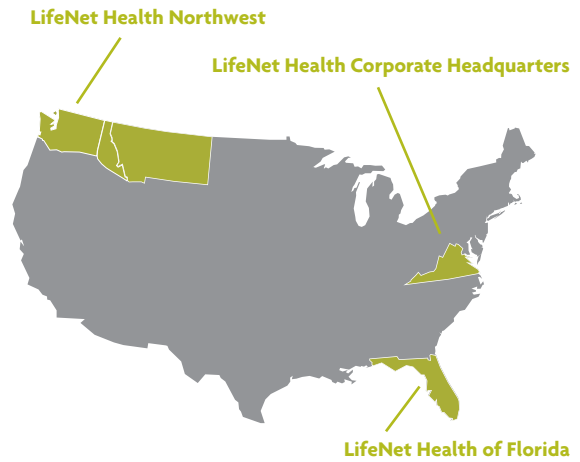 LifeNet Health Northwest
LifeNet Health Corporate Headquarters
LifeNet Health of Florida